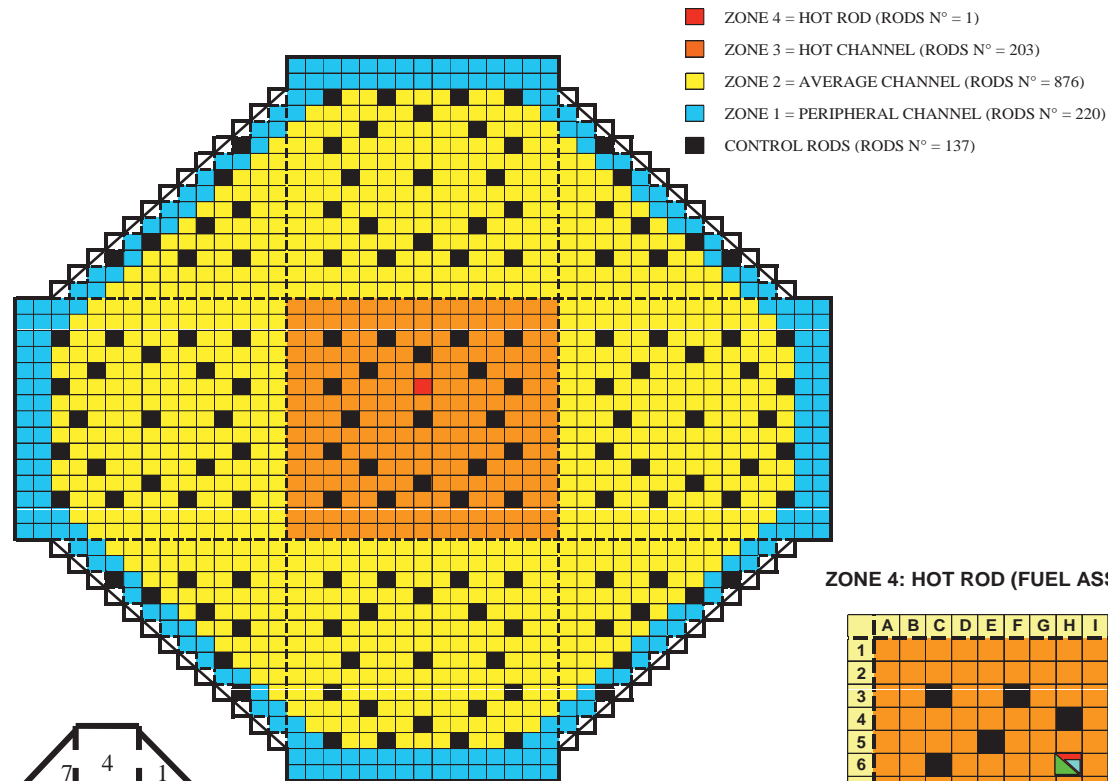 ZONE 4 = HOT ROD (RODS N° = 1)
ZONE 3 = HOT CHANNEL (RODS N° = 203)
ZONE 2 = AVERAGE CHANNEL (RODS N° = 876)
ZONE 1 = PERIPHERAL CHANNEL (RODS N° = 220)
CONTROL RODS (RODS N° = 137)
ZONE 4: HOT ROD (FUEL ASS
A B C D E F G H I
1
2
3
4
5
6
7 4 1